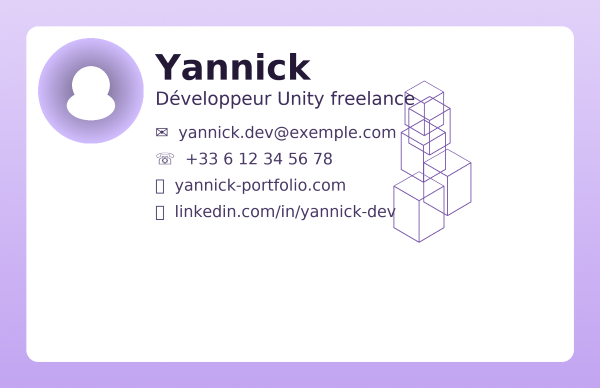 Yannick
Développeur Unity freelance
✉ yannick.dev@exemple.com
☏ +33 6 12 34 56 78
yannick-portfolio.com
linkedin.com/in/yannick-dev